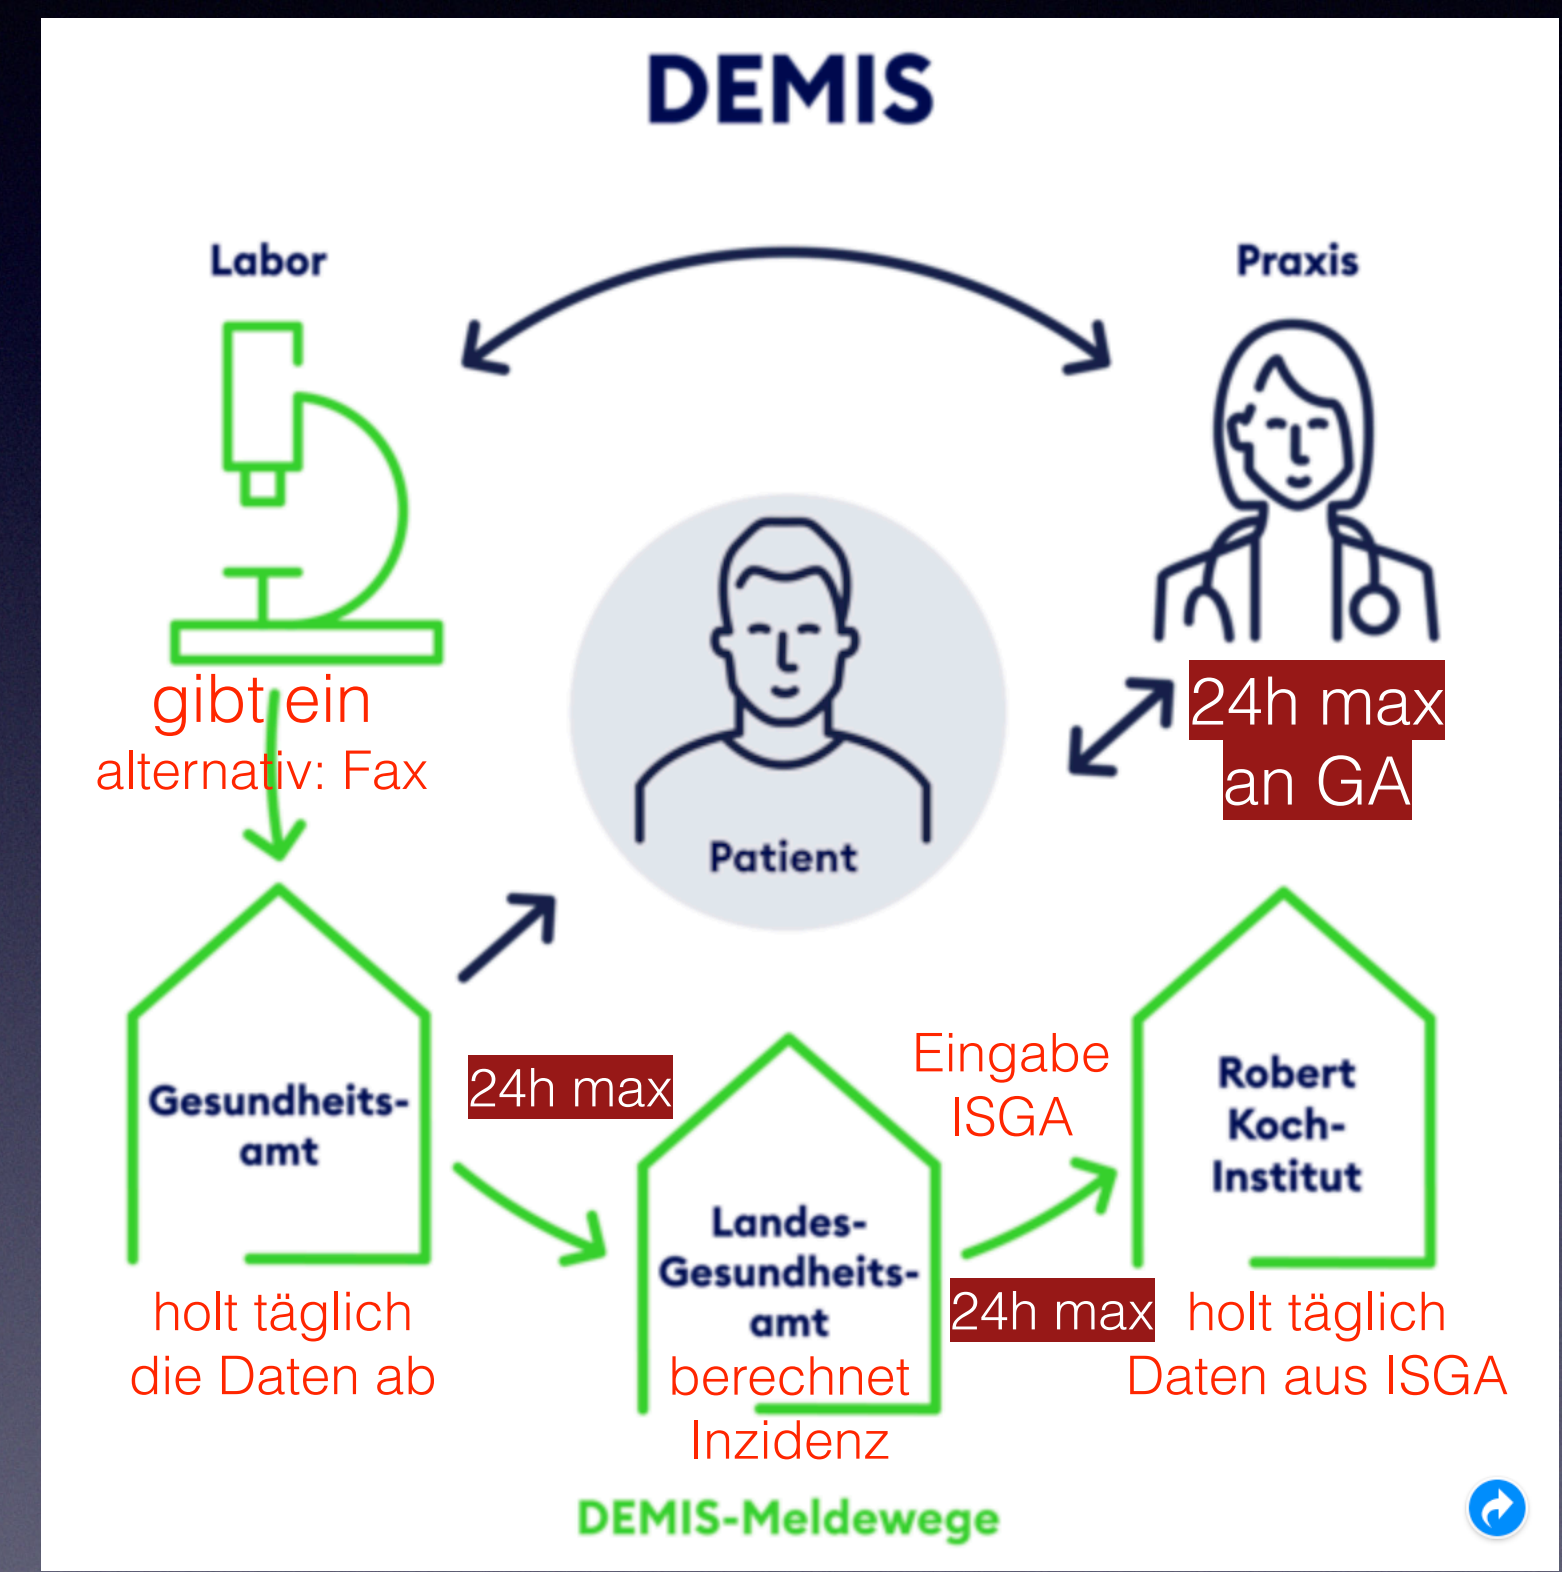 DEMIS
Labor
Praxis
gibt ein
alternativ: Fax
24h max
an GA
Patient
Gesundheits-
amt
24h max
Eingabe
ISGA
Robert
Koch-
Institut
Landes-
Gesundheits-
amt
berechnet
Inzidenz
24h max
holt täglich
die Daten ab
holt täglich
Daten aus ISGA
DEMIS-Meldewege